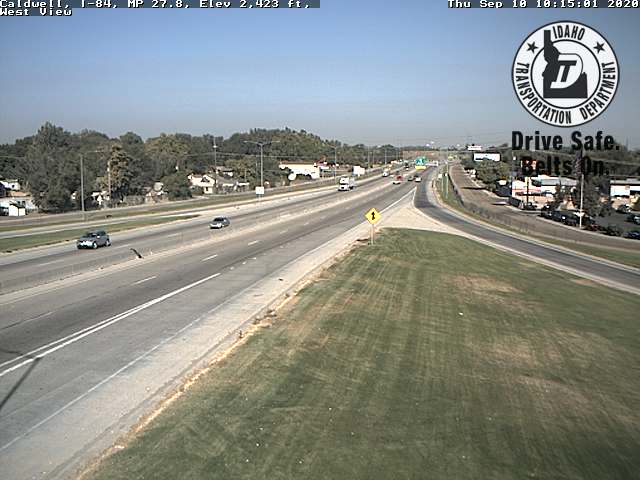 Caldwell, I-84, MP 27.8, Elev 2,423 ft,
West View
Thu Sep 10 10:15:01 2020
IDAHO
TRANSPORTATION DEPARTMENT
Drive Safe.
Belts On.